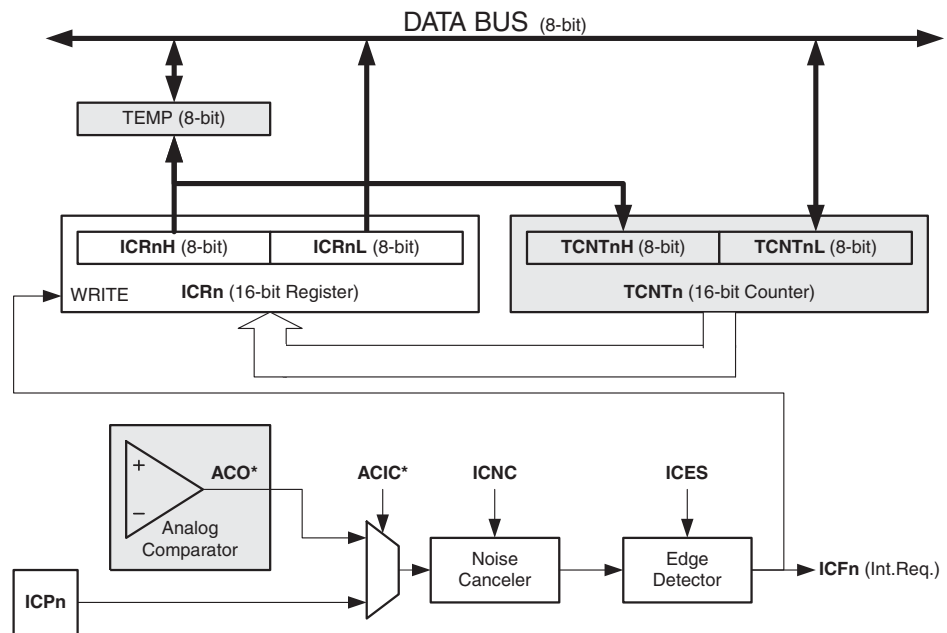 DATA BUS (8-bit)
TEMP (8-bit)
ICRnH (8-bit)
ICRnL (8-bit)
TCNTnH (8-bit)
TCNTnL (8-bit)
WRITE
ICRn (16-bit Register)
TCNTn (16-bit Counter)
+
−
ACO*
Analog
Comparator
ACIC*
ICNC
ICES
Noise
Canceler
Edge
Detector
ICFn (Int.Req.)
ICPn